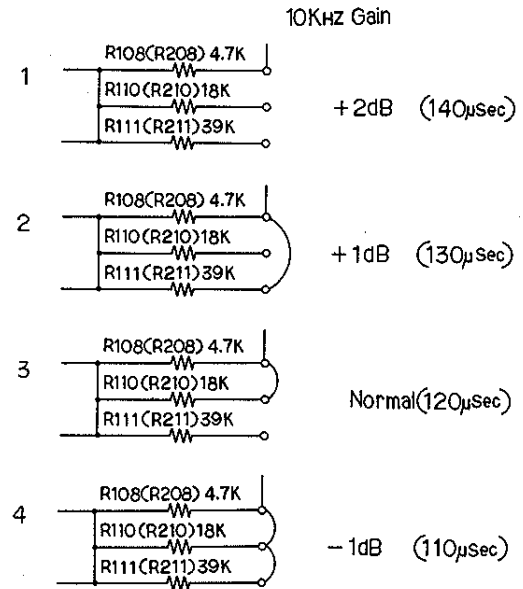 10KHZ Gain
1
R108(R208) 4.7K
R110(R210)18K
R111(R211)39K
+2dB (140μSec)
2
R108(R208) 4.7K
R110(R210)18K
R111(R211)39K
+1dB (130μSec)
3
R108(R208) 4.7K
R110(R210)18K
R111(R211)39K
Normal(120μSec)
4
R108(R208) 4.7K
R110(R210)18K
R111(R211)39K
-1dB (110μSec)